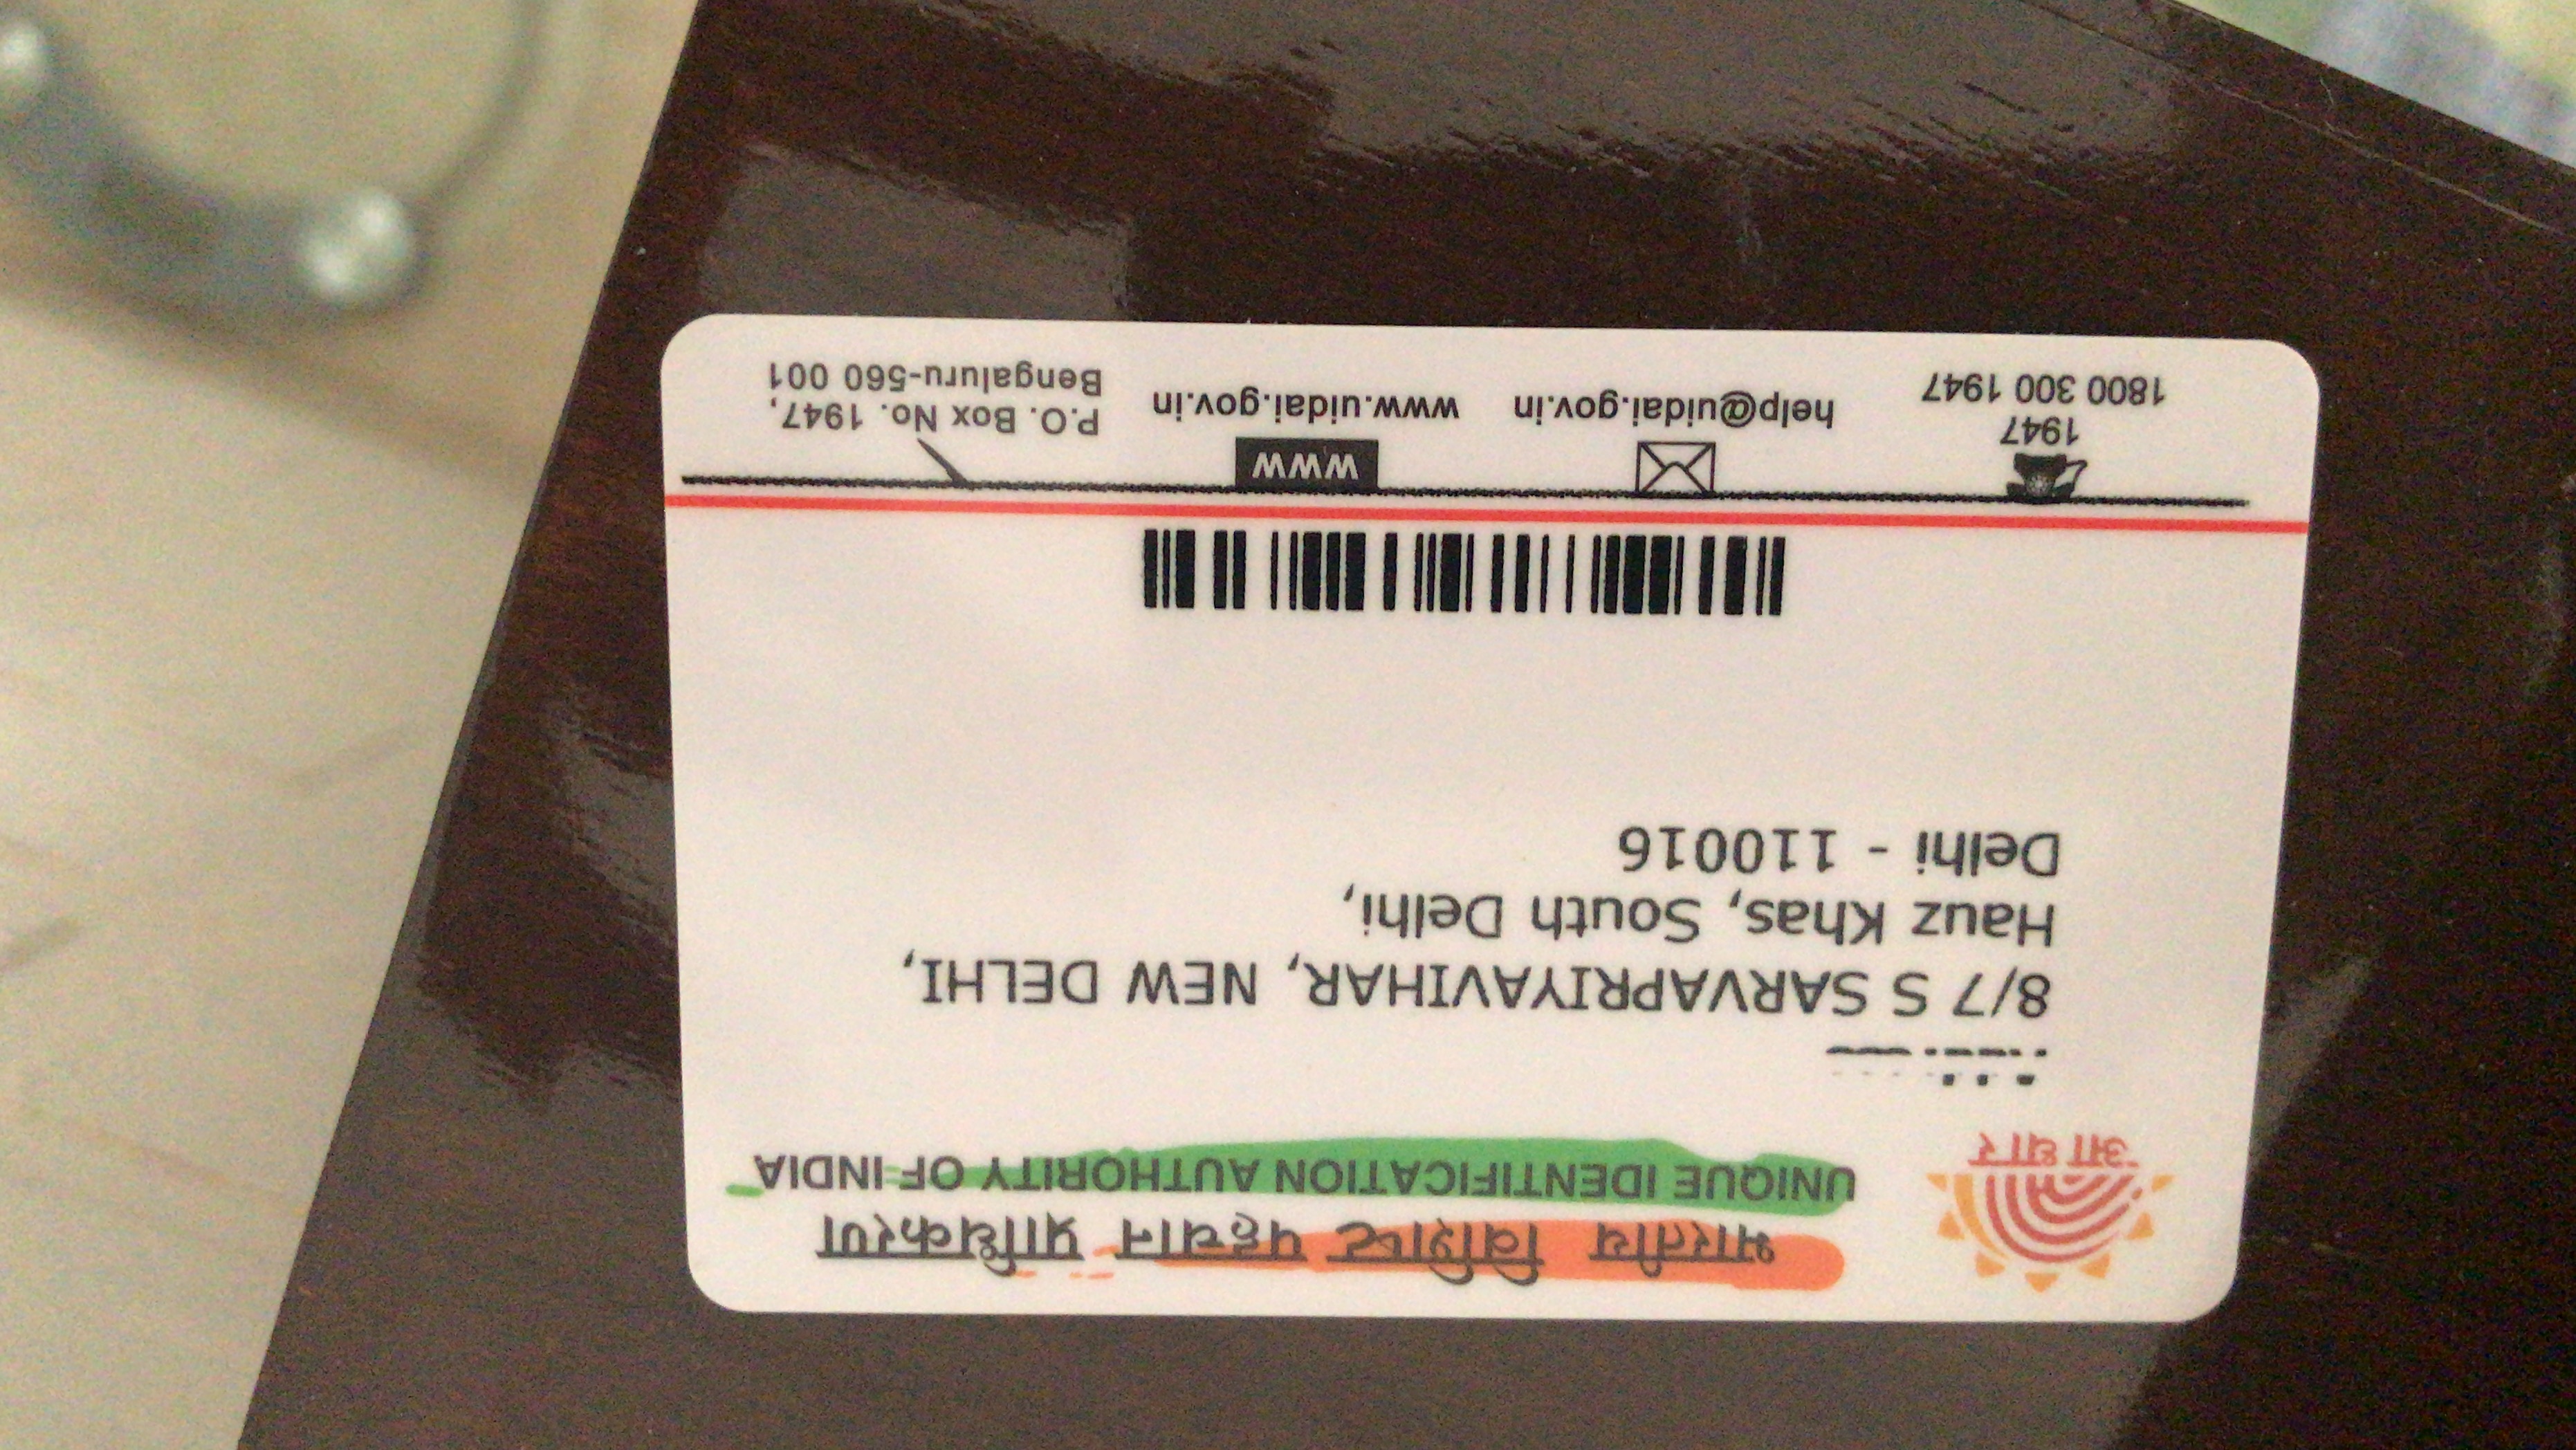 भारतीय विशिष्ट पहचान प्राधिकरण
UNIQUE IDENTIFICATION AUTHORITY OF INDIA
आधार
8/7 S SARVAPRIYAVIHAR, NEW DELHI,
Hauz Khas, South Delhi,
Delhi - 110016
1947
1800 300 1947
help@uidai.gov.in
WWW
www.uidai.gov.in
P.O. Box No. 1947,
Bengaluru-560 001